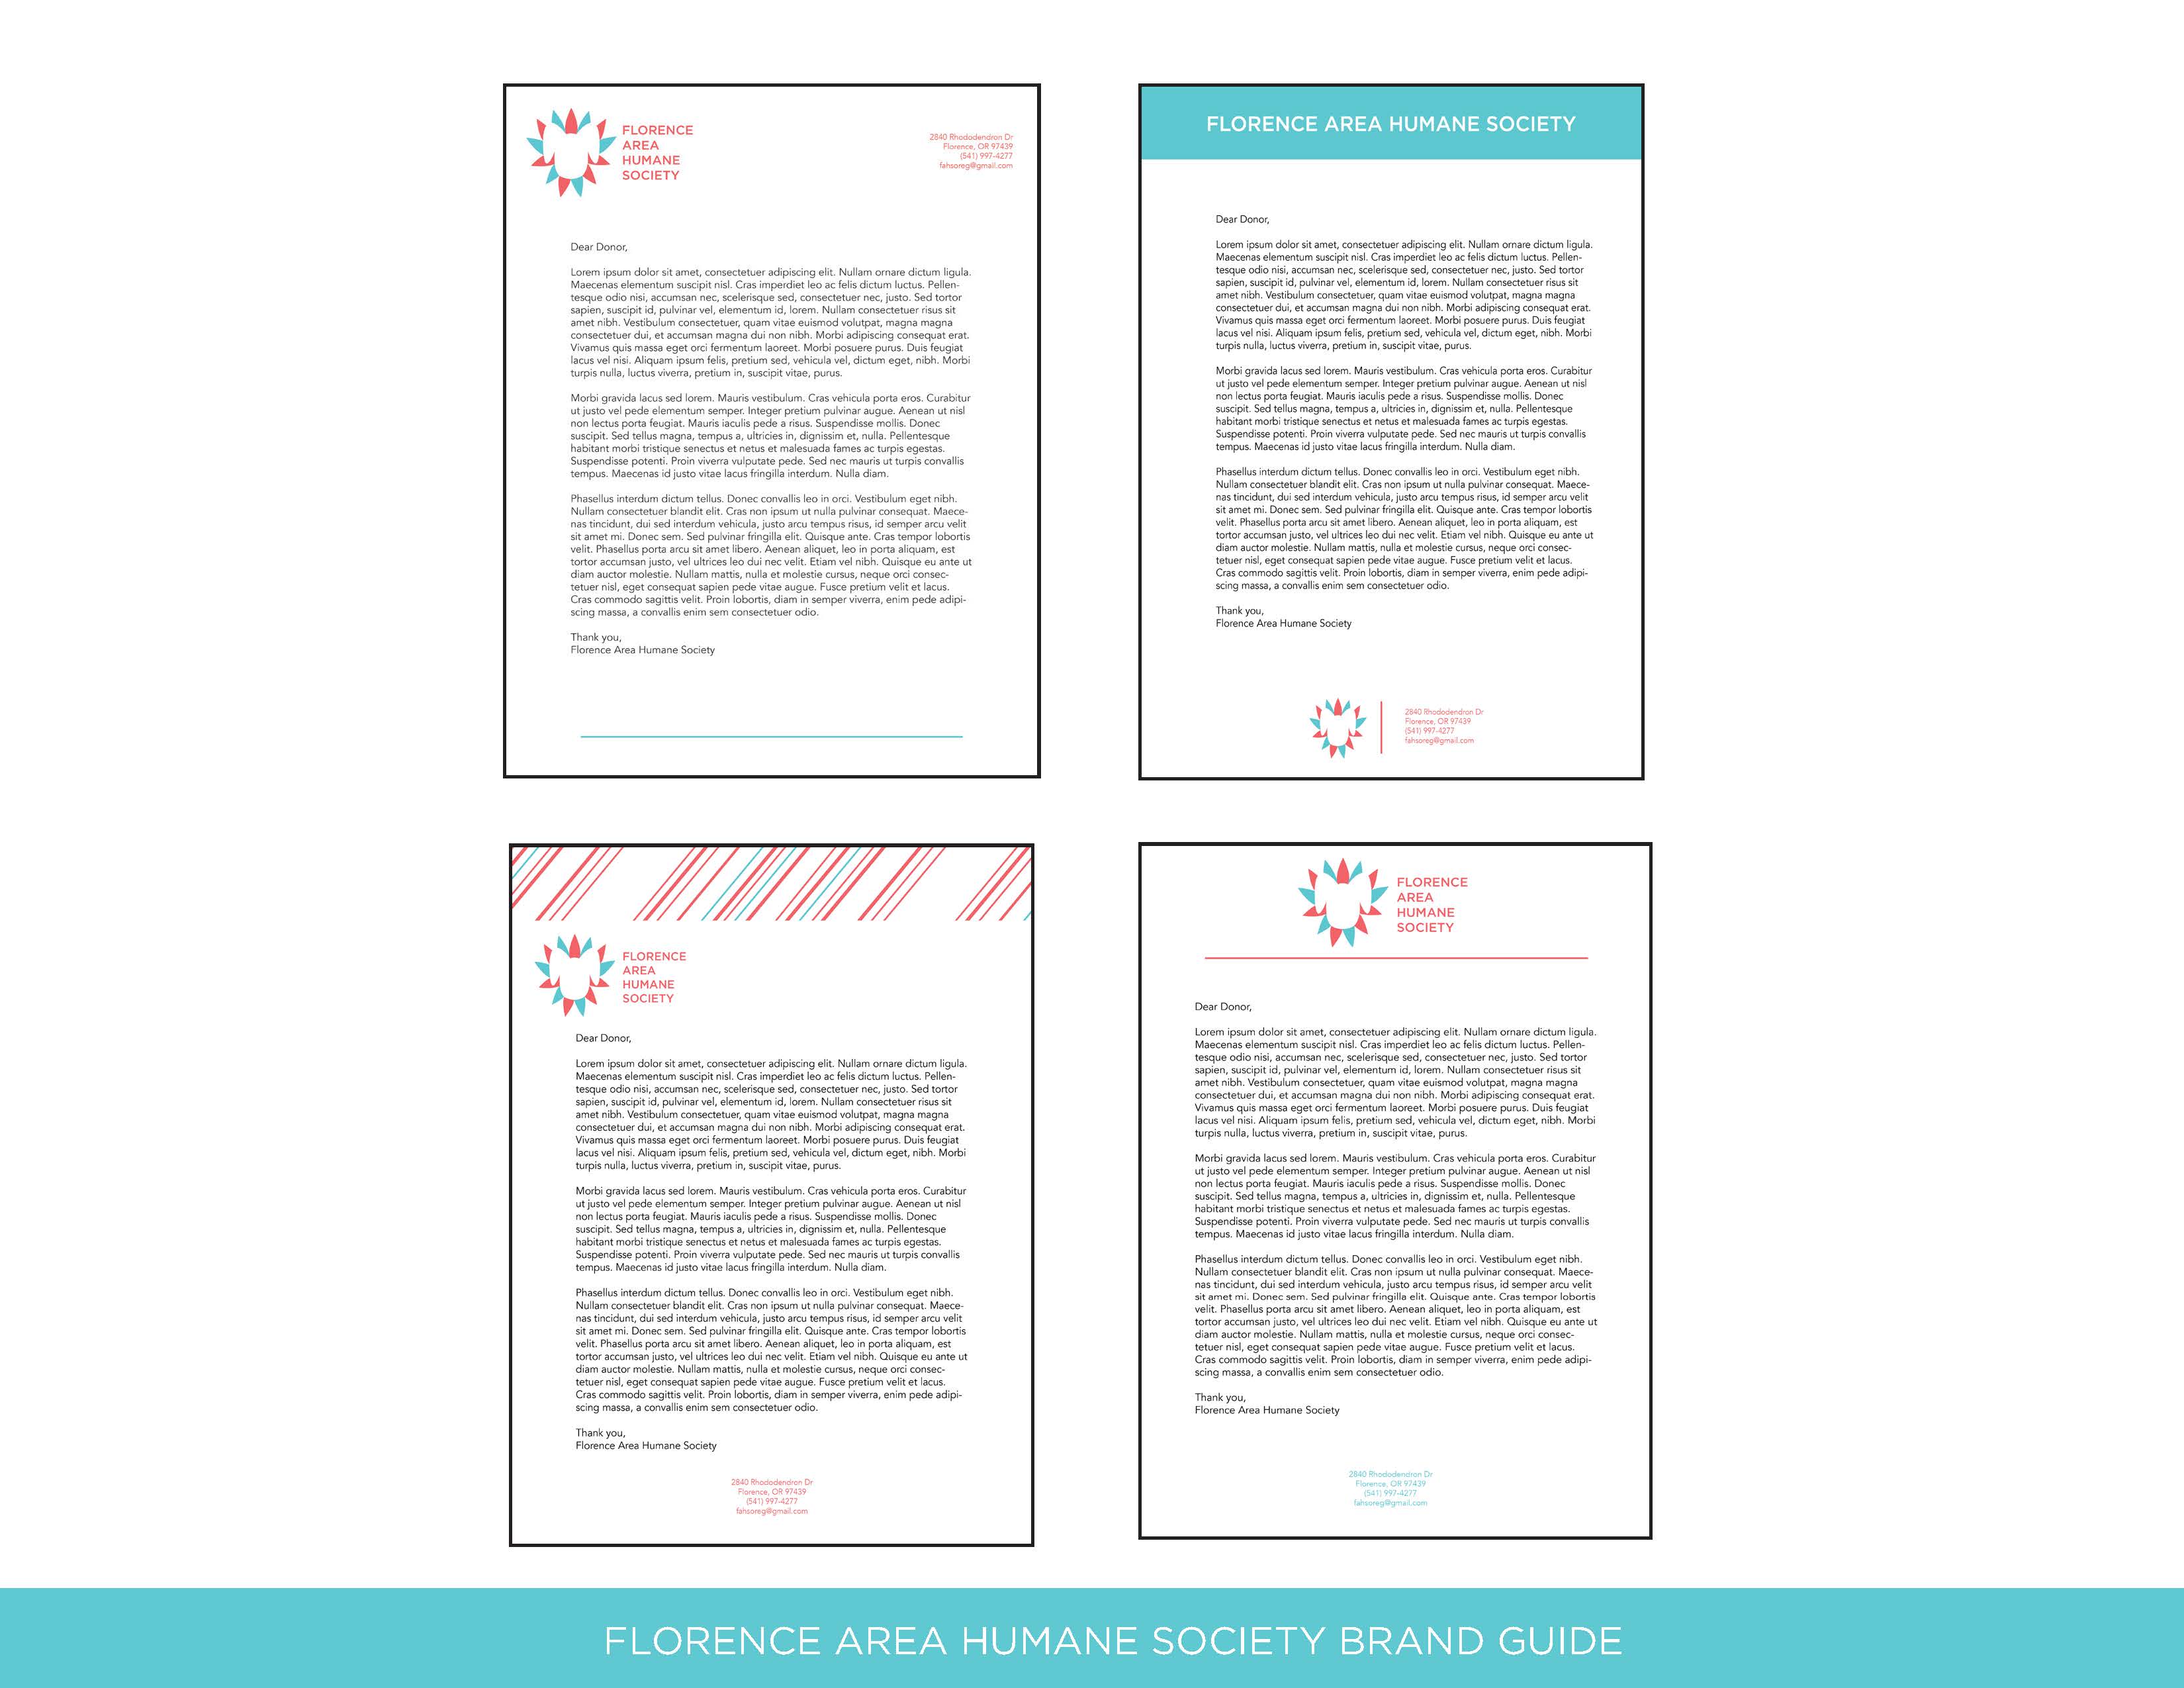 FLORENCE
AREA
HUMANE
SOCIETY
2840 Rhododendron Dr
Florence, OR 97439
(541) 997-4277
fahsoreg@gmail.com
Dear Donor,
Lorem ipsum dolor sit amet, consectetuer adipiscing elit. Nullam ornare dictum ligula.
Maecenas elementum suscipit nisl. Cras imperdiet leo ac felis dictum luctus. Pellen-
tesque odio nisi, accumsan nec, scelerisque sed, consectetuer nec, justo. Sed tortor
sapien, suscipit id, pulvinar vel, elementum id, lorem. Nullam consectetuer risus sit
amet nibh. Vestibulum consectetuer, quam vitae euismod volutpat, magna magna
consectetuer dui, et accumsan magna dui non nibh. Morbi adipiscing consequat erat.
Vivamus quis massa eget orci fermentum laoreet. Morbi posuere purus. Duis feugiat
lacus vel nisi. Aliquam ipsum felis, pretium sed, vehicula vel, dictum eget, nibh. Morbi
turpis nulla, luctus viverra, pretium in, suscipit vitae, purus.
Morbi gravida lacus sed lorem. Mauris vestibulum. Cras vehicula porta eros. Curabitur
ut justo vel pede elementum semper. Integer pretium pulvinar augue. Aenean ut nisl
non lectus porta feugiat. Mauris iaculis pede a risus. Suspendisse mollis. Donec
suscipit. Sed tellus magna, tempus a, ultricies in, dignissim et, nulla. Pellentesque
habitant morbi tristique senectus et netus et malesuada fames ac turpis egestas.
Suspendisse potenti. Proin viverra vulputate pede. Sed nec mauris ut turpis convallis
tempus. Maecenas id justo vitae lacus fringilla interdum. Nulla diam.
Phasellus interdum dictum tellus. Donec convallis leo in orci. Vestibulum eget nibh.
Nullam consectetuer blandit elit. Cras non ipsum ut nulla pulvinar consequat. Maece-
nas tincidunt, dui sed interdum vehicula, justo arcu tempus risus, id semper arcu velit
sit amet mi. Donec sem. Sed pulvinar fringilla elit. Quisque ante. Cras tempor lobortis
velit. Phasellus porta arcu sit amet libero. Aenean aliquet, leo in porta aliquam, est
tortor accumsan justo, vel ultrices leo dui nec velit. Etiam vel nibh. Quisque eu ante ut
diam auctor molestie. Nullam mattis, nulla et molestie cursus, neque orci consec-
tetuer nisl, eget consequat sapien pede vitae augue. Fusce pretium velit et lacus.
Cras commodo sagittis velit. Proin lobortis, diam in semper viverra, enim pede adipi-
scing massa, a convallis enim sem consectetuer odio.
Thank you,
Florence Area Humane Society
FLORENCE AREA HUMANE SOCIETY
Dear Donor,
Lorem ipsum dolor sit amet, consectetuer adipiscing elit. Nullam ornare dictum ligula.
Maecenas elementum suscipit nisl. Cras imperdiet leo ac felis dictum luctus. Pellen-
tesque odio nisi, accumsan nec, scelerisque sed, consectetuer nec, justo. Sed tortor
sapien, suscipit id, pulvinar vel, elementum id, lorem. Nullam consectetuer risus sit
amet nibh. Vestibulum consectetuer, quam vitae euismod volutpat, magna magna
consectetuer dui, et accumsan magna dui non nibh. Morbi adipiscing consequat erat.
Vivamus quis massa eget orci fermentum laoreet. Morbi posuere purus. Duis feugiat
lacus vel nisi. Aliquam ipsum felis, pretium sed, vehicula vel, dictum eget, nibh. Morbi
turpis nulla, luctus viverra, pretium in, suscipit vitae, purus.
Morbi gravida lacus sed lorem. Mauris vestibulum. Cras vehicula porta eros. Curabitur
ut justo vel pede elementum semper. Integer pretium pulvinar augue. Aenean ut nisl
non lectus porta feugiat. Mauris iaculis pede a risus. Suspendisse mollis. Donec
suscipit. Sed tellus magna, tempus a, ultricies in, dignissim et, nulla. Pellentesque
habitant morbi tristique senectus et netus et malesuada fames ac turpis egestas.
Suspendisse potenti. Proin viverra vulputate pede. Sed nec mauris ut turpis convallis
tempus. Maecenas id justo vitae lacus fringilla interdum. Nulla diam.
Phasellus interdum dictum tellus. Donec convallis leo in orci. Vestibulum eget nibh.
Nullam consectetuer blandit elit. Cras non ipsum ut nulla pulvinar consequat. Maece-
nas tincidunt, dui sed interdum vehicula, justo arcu tempus risus, id semper arcu velit
sit amet mi. Donec sem. Sed pulvinar fringilla elit. Quisque ante. Cras tempor lobortis
velit. Phasellus porta arcu sit amet libero. Aenean aliquet, leo in porta aliquam, est
tortor accumsan justo, vel ultrices leo dui nec velit. Etiam vel nibh. Quisque eu ante ut
diam auctor molestie. Nullam mattis, nulla et molestie cursus, neque orci consec-
tetuer nisl, eget consequat sapien pede vitae augue. Fusce pretium velit et lacus.
Cras commodo sagittis velit. Proin lobortis, diam in semper viverra, enim pede adipi-
scing massa, a convallis enim sem consectetuer odio.
Thank you,
Florence Area Humane Society
2840 Rhododendron Dr
Florence, OR 97439
(541) 997-4277
fahsoreg@gmail.com
FLORENCE
AREA
HUMANE
SOCIETY
Dear Donor,
Lorem ipsum dolor sit amet, consectetuer adipiscing elit. Nullam ornare dictum ligula.
Maecenas elementum suscipit nisl. Cras imperdiet leo ac felis dictum luctus. Pellen-
tesque odio nisi, accumsan nec, scelerisque sed, consectetuer nec, justo. Sed tortor
sapien, suscipit id, pulvinar vel, elementum id, lorem. Nullam consectetuer risus sit
amet nibh. Vestibulum consectetuer, quam vitae euismod volutpat, magna magna
consectetuer dui, et accumsan magna dui non nibh. Morbi adipiscing consequat erat.
Vivamus quis massa eget orci fermentum laoreet. Morbi posuere purus. Duis feugiat
lacus vel nisi. Aliquam ipsum felis, pretium sed, vehicula vel, dictum eget, nibh. Morbi
turpis nulla, luctus viverra, pretium in, suscipit vitae, purus.
Morbi gravida lacus sed lorem. Mauris vestibulum. Cras vehicula porta eros. Curabitur
ut justo vel pede elementum semper. Integer pretium pulvinar augue. Aenean ut nisl
non lectus porta feugiat. Mauris iaculis pede a risus. Suspendisse mollis. Donec
suscipit. Sed tellus magna, tempus a, ultricies in, dignissim et, nulla. Pellentesque
habitant morbi tristique senectus et netus et malesuada fames ac turpis egestas.
Suspendisse potenti. Proin viverra vulputate pede. Sed nec mauris ut turpis convallis
tempus. Maecenas id justo vitae lacus fringilla interdum. Nulla diam.
Phasellus interdum dictum tellus. Donec convallis leo in orci. Vestibulum eget nibh.
Nullam consectetuer blandit elit. Cras non ipsum ut nulla pulvinar consequat. Maece-
nas tincidunt, dui sed interdum vehicula, justo arcu tempus risus, id semper arcu velit
sit amet mi. Donec sem. Sed pulvinar fringilla elit. Quisque ante. Cras tempor lobortis
velit. Phasellus porta arcu sit amet libero. Aenean aliquet, leo in porta aliquam, est
tortor accumsan justo, vel ultrices leo dui nec velit. Etiam vel nibh. Quisque eu ante ut
diam auctor molestie. Nullam mattis, nulla et molestie cursus, neque orci consec-
tetuer nisl, eget consequat sapien pede vitae augue. Fusce pretium velit et lacus.
Cras commodo sagittis velit. Proin lobortis, diam in semper viverra, enim pede adipi-
scing massa, a convallis enim sem consectetuer odio.
Thank you,
Florence Area Humane Society
2840 Rhododendron Dr
Florence, OR 97439
(541) 997-4277
fahsoreg@gmail.com
FLORENCE
AREA
HUMANE
SOCIETY
Dear Donor,
Lorem ipsum dolor sit amet, consectetuer adipiscing elit. Nullam ornare dictum ligula.
Maecenas elementum suscipit nisl. Cras imperdiet leo ac felis dictum luctus. Pellen-
tesque odio nisi, accumsan nec, scelerisque sed, consectetuer nec, justo. Sed tortor
sapien, suscipit id, pulvinar vel, elementum id, lorem. Nullam consectetuer risus sit
amet nibh. Vestibulum consectetuer, quam vitae euismod volutpat, magna magna
consectetuer dui, et accumsan magna dui non nibh. Morbi adipiscing consequat erat.
Vivamus quis massa eget orci fermentum laoreet. Morbi posuere purus. Duis feugiat
lacus vel nisi. Aliquam ipsum felis, pretium sed, vehicula vel, dictum eget, nibh. Morbi
turpis nulla, luctus viverra, pretium in, suscipit vitae, purus.
Morbi gravida lacus sed lorem. Mauris vestibulum. Cras vehicula porta eros. Curabitur
ut justo vel pede elementum semper. Integer pretium pulvinar augue. Aenean ut nisl
non lectus porta feugiat. Mauris iaculis pede a risus. Suspendisse mollis. Donec
suscipit. Sed tellus magna, tempus a, ultricies in, dignissim et, nulla. Pellentesque
habitant morbi tristique senectus et netus et malesuada fames ac turpis egestas.
Suspendisse potenti. Proin viverra vulputate pede. Sed nec mauris ut turpis convallis
tempus. Maecenas id justo vitae lacus fringilla interdum. Nulla diam.
Phasellus interdum dictum tellus. Donec convallis leo in orci. Vestibulum eget nibh.
Nullam consectetuer blandit elit. Cras non ipsum ut nulla pulvinar consequat. Maece-
nas tincidunt, dui sed interdum vehicula, justo arcu tempus risus, id semper arcu velit
sit amet mi. Donec sem. Sed pulvinar fringilla elit. Quisque ante. Cras tempor lobortis
velit. Phasellus porta arcu sit amet libero. Aenean aliquet, leo in porta aliquam, est
tortor accumsan justo, vel ultrices leo dui nec velit. Etiam vel nibh. Quisque eu ante ut
diam auctor molestie. Nullam mattis, nulla et molestie cursus, neque orci consec-
tetuer nisl, eget consequat sapien pede vitae augue. Fusce pretium velit et lacus.
Cras commodo sagittis velit. Proin lobortis, diam in semper viverra, enim pede adipi-
scing massa, a convallis enim sem consectetuer odio.
Thank you,
Florence Area Humane Society
2840 Rhododendron Dr
Florence, OR 97439
(541) 997-4277
fahsoreg@gmail.com
FLORENCE AREA HUMANE SOCIETY BRAND GUIDE